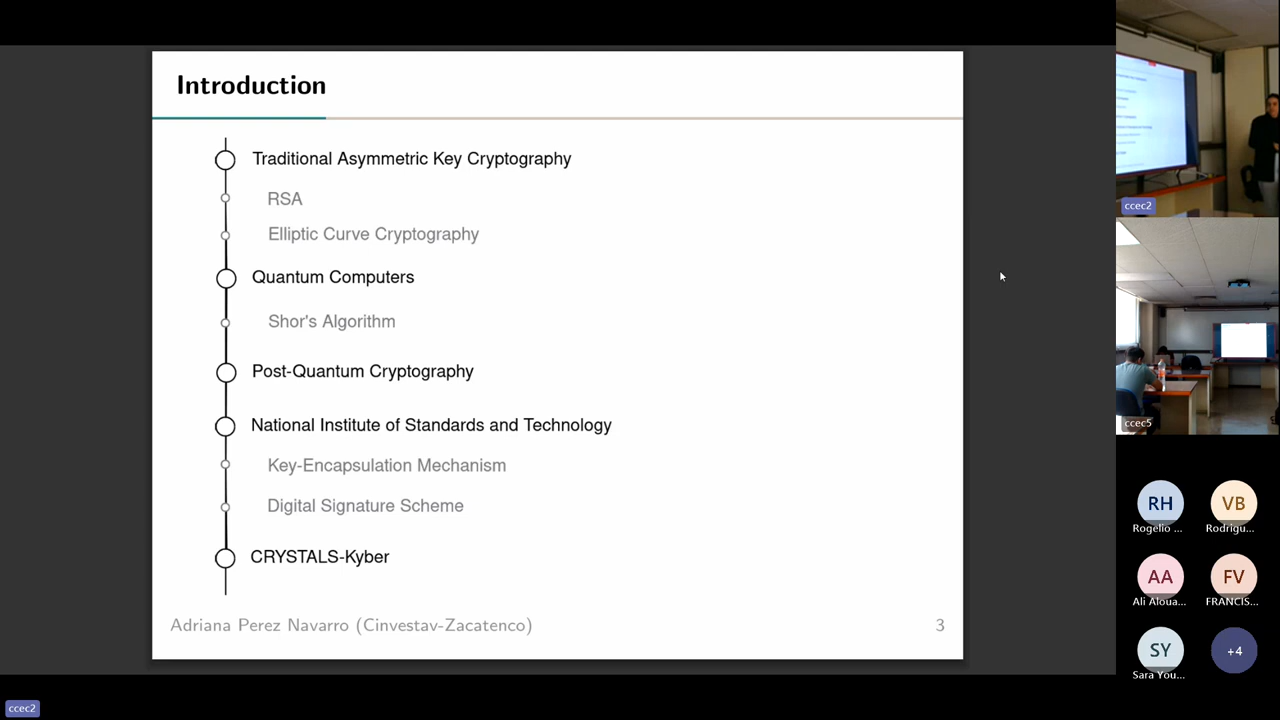 Introduction
Traditional Asymmetric Key Cryptography
RSA
Elliptic Curve Cryptography
Quantum Computers
Shor's Algorithm
Post-Quantum Cryptography
National Institute of Standards and Technology
Key-Encapsulation Mechanism
Digital Signature Scheme
CRYSTALS-Kyber
Adriana Perez Navarro (Cinvestav-Zacatenco)
3
ccec2
ccec5
RH
VB
Rogelio ...
Rodrigu...
AA
FV
Ali Aloua...
FRANCIS...
SY
+4
Sara You...
ccec2